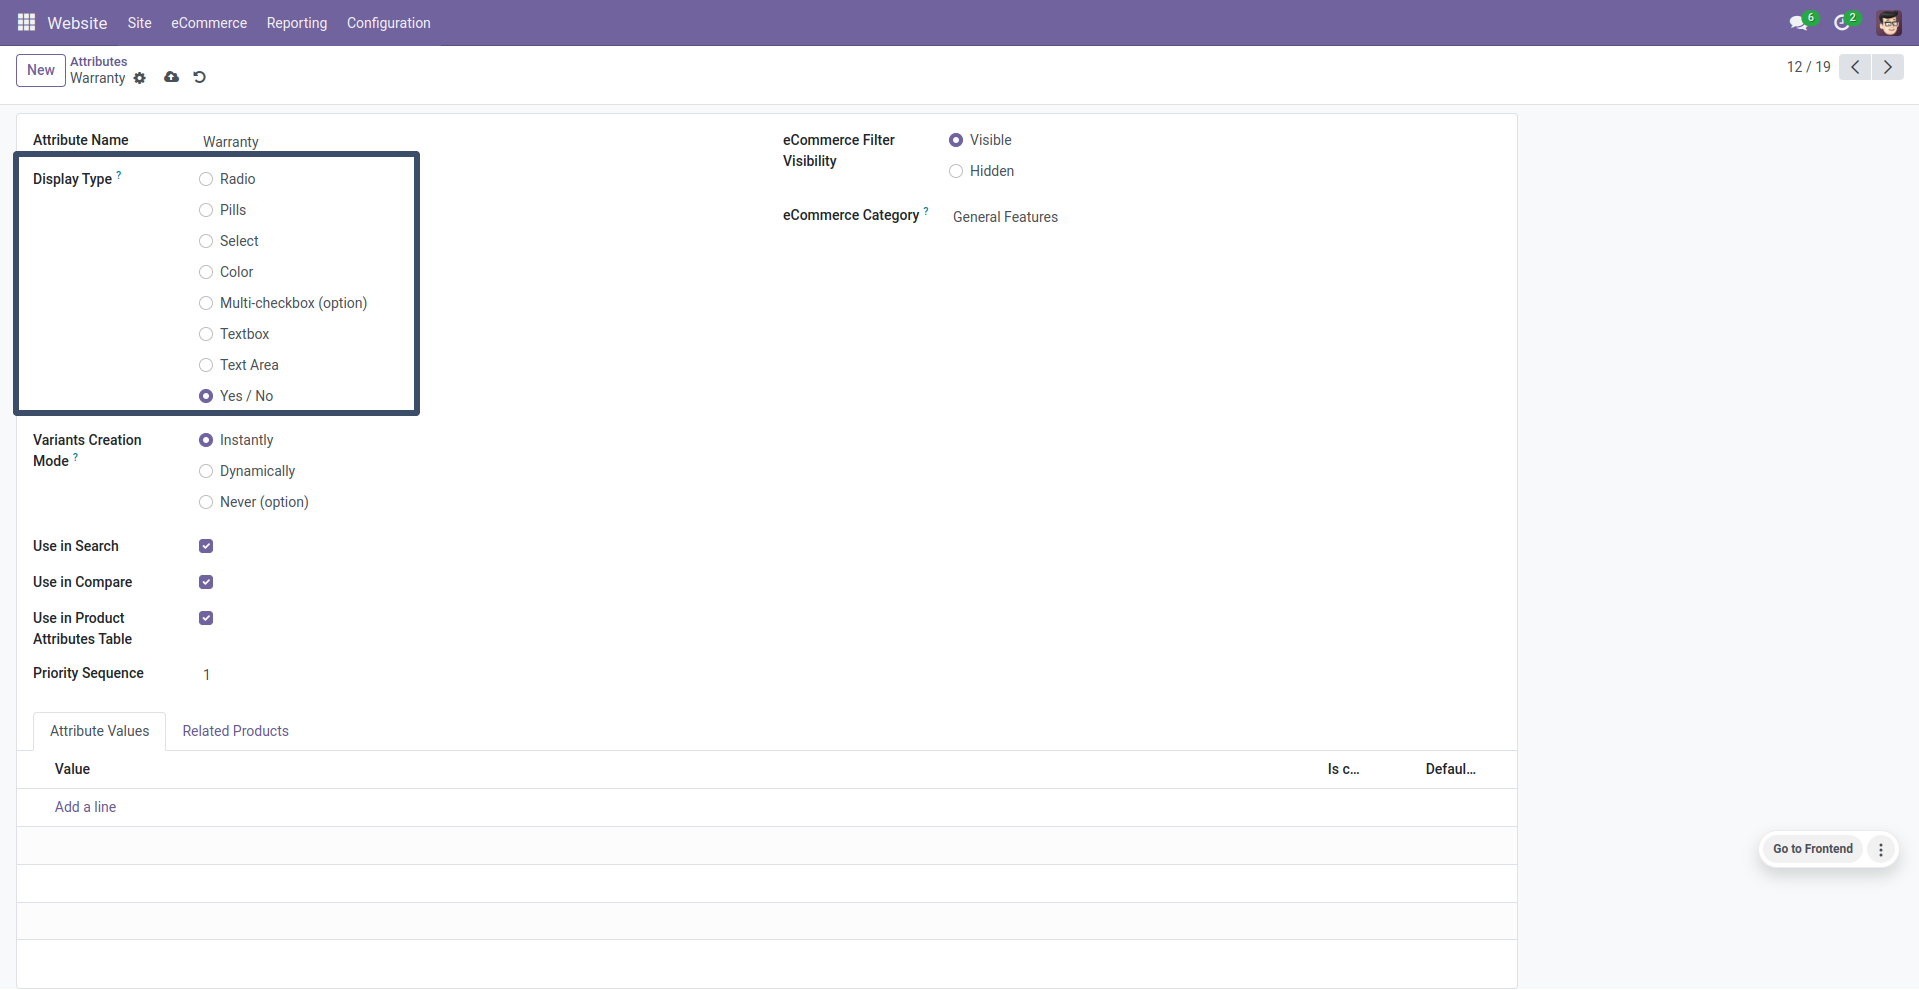 Website Site eCommerce Reporting Configuration 6 2
New Attributes
Warranty 12 / 19
Attribute Name Warranty
Display Type ? Radio
Pills
Select
Color
Multi-checkbox (option)
Textbox
Text Area
Yes / No
Variants Creation
Mode ? Instantly
Dynamically
Never (option)
Use in Search
Use in Compare
Use in Product
Attributes Table
Priority Sequence 1
eCommerce Filter
Visibility Visible
Hidden
eCommerce Category ? General Features
Attribute Values Related Products
Value Is c... Defaul...
Add a line
Go to Frontend